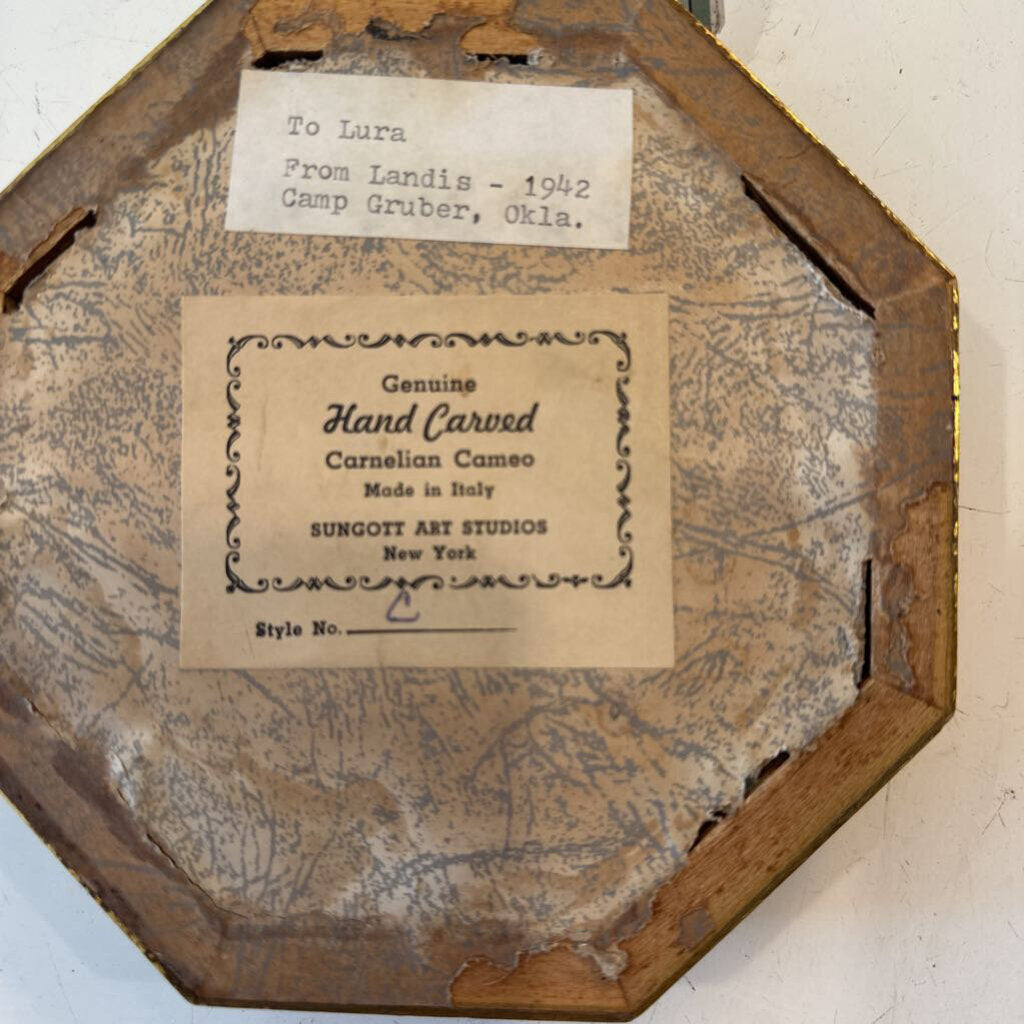 To Lura
From Landis - 1942
Camp Gruber, Okla.
Genuine
Hand Carved
Carnelian Cameo
Made in Italy
SUNGOTT ART STUDIOS
New York
Style No. C